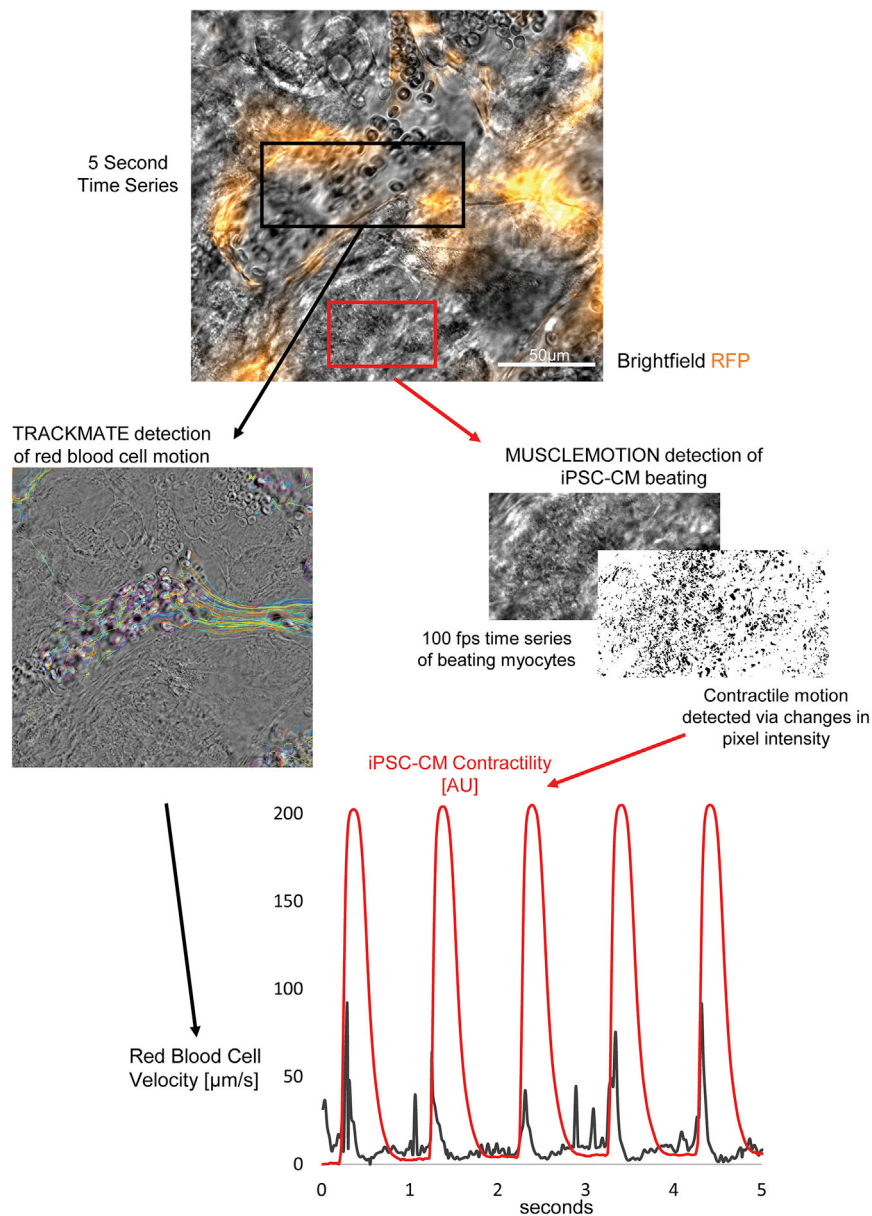 5 Second
Time Series
50µm
Brightfield RFP
TRACKMATE detection
of red blood cell motion
MUSCLEMOTION detection of
iPSC-CM beating
100 fps time series
of beating myocytes
Contractile motion
detected via changes in
pixel intensity
iPSC-CM Contractility
[AU]
200
150
100
50
0
Red Blood Cell
Velocity [µm/s]
0 1 2 3 4 5
seconds